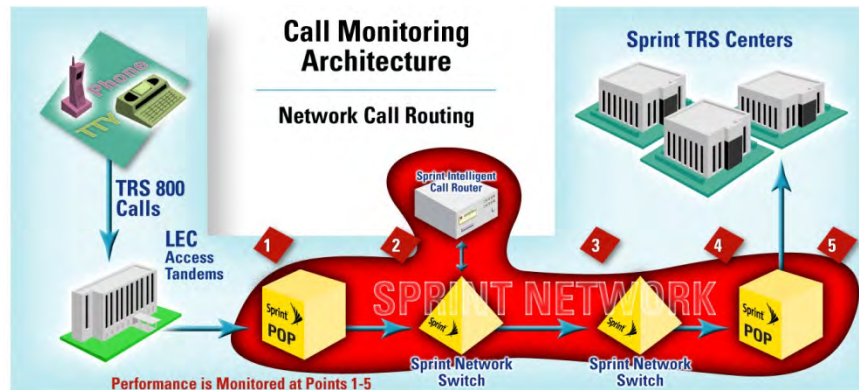 Call Monitoring
Architecture
Network Call Routing
Sprint TRS Centers
Phone
TTY
TRS 800
Calls
LEC
Access
Tandems
Sprint Intelligent
Call Router
1
2
3
4
5
SPRINT NETWORK
Sprint
POP
Sprint
Sprint
Sprint
POP
Sprint Network
Switch
Sprint Network
Switch
Performance is Monitored at Points 1-5